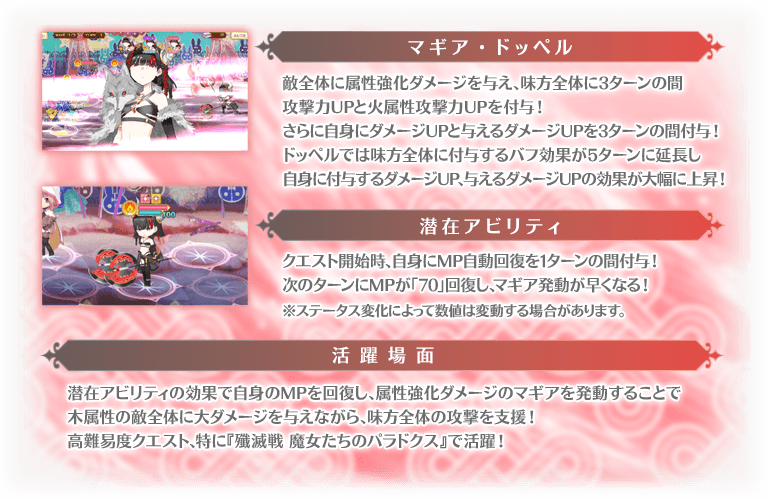 マギア・ドッペル
敵全体に属性強化ダメージを与え、味方全体に3ターンの間
攻撃力UPと火属性攻撃力UPを付与！
さらに自身にダメージUPと与えるダメージUPを3ターンの間付与！
ドッペルでは味方全体に付与するバフ効果が5ターンに延長し
自身に付与するダメージUP、与えるダメージUPの効果が大幅に上昇！
100
潜在アビリティ
クエスト開始時、自身にMP自動回復を1ターンの間付与！
次のターンにMPが「70」回復し、マギア発動が早くなる！
※ステータス変化によって数値は変動する場合があります。
活躍場面
潜在アビリティの効果で自身のMPを回復し、属性強化ダメージのマギアを発動することで
木属性の敵全体に大ダメージを与えながら、味方全体の攻撃を支援！
高難易度クエスト、特に『殲滅戦 魔女たちのパラドクス』で活躍！